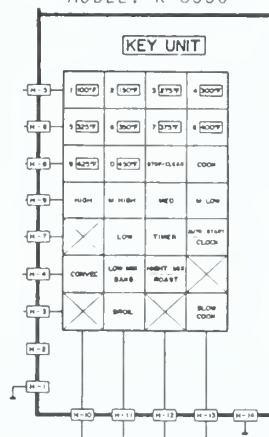 KEY UNIT
H-5 1 100°F 2 150°F 3 275°F 4 300°F
H-6 5 325°F 6 350°F 7 375°F 8 400°F
H-8 9 425°F 0 450°F STOP/CLEAR COOK
H-9 HIGH M HIGH MED M LOW
H-7 LOW TIMER AUTO START
CLOCK
H-4 CONVEC LOW MIX HIGHT MIX
BAKE ROAST
H-3 BROIL SLOW
COOK
H-2
H-1
H-10 H-11 H-12 H-13 H-14